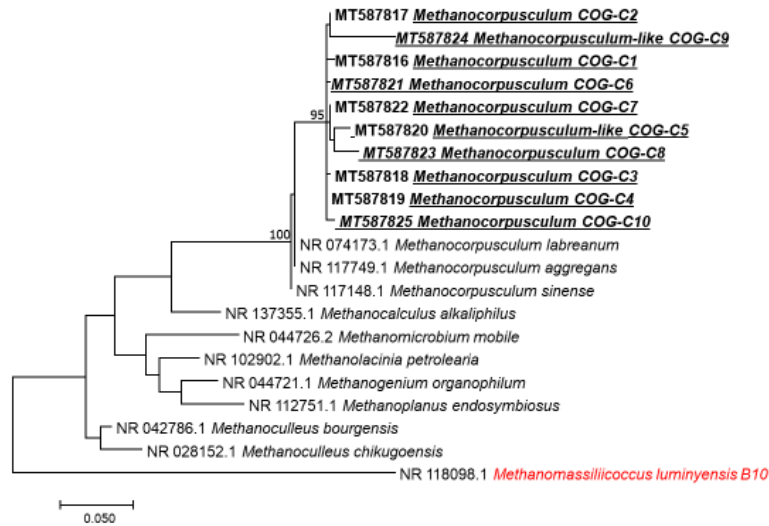 MT587817 Methanocorpusculum COG-C2
MT587824 Methanocorpusculum-like COG-C9
MT587816 Methanocorpusculum COG-C1
MT587821 Methanocorpusculum COG-C6
MT587822 Methanocorpusculum COG-C7
95
MT587820 Methanocorpusculum-like COG-C5
MT587823 Methanocorpusculum COG-C8
MT587818 Methanocorpusculum COG-C3
MT587819 Methanocorpusculum COG-C4
MT587825 Methanocorpusculum COG-C10
100
NR 074173.1 Methanocorpusculum labreanum
NR 117749.1 Methanocorpusculum aggregans
NR 117148.1 Methanocorpusculum sinense
NR 137355.1 Methanocalculus alkaliphilus
NR 044726.2 Methanomicrobium mobile
NR 102902.1 Methanolacinia petrolearia
NR 044721.1 Methanogenium organophilum
NR 112751.1 Methanoplanus endosymbiosus
NR 042786.1 Methanoculleus bourgensis
NR 028152.1 Methanoculleus chikugoensis
NR 118098.1 Methanomassiliicoccus luminyensis B10
0.050